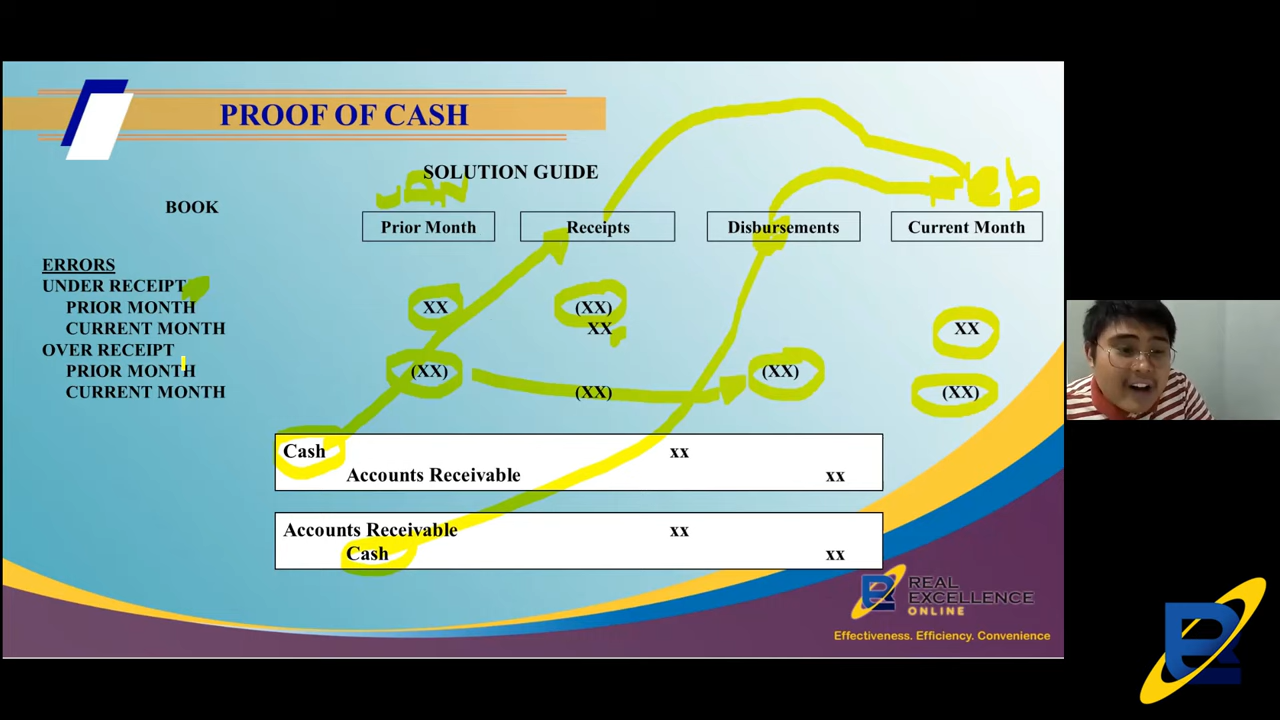 PROOF OF CASH
SOLUTION GUIDE
BOOK
Prior Month Receipts Disbursements Current Month
ERRORS
UNDER RECEIPT
PRIOR MONTH XX (XX)
CURRENT MONTH XX XX
OVER RECEIPT
PRIOR MONTH (XX) (XX)
CURRENT MONTH (XX) (XX)
Cash xx
Accounts Receivable xx
Accounts Receivable xx
Cash xx
REAL
EXCELLENCE
ONLINE
Effectiveness. Efficiency. Convenience